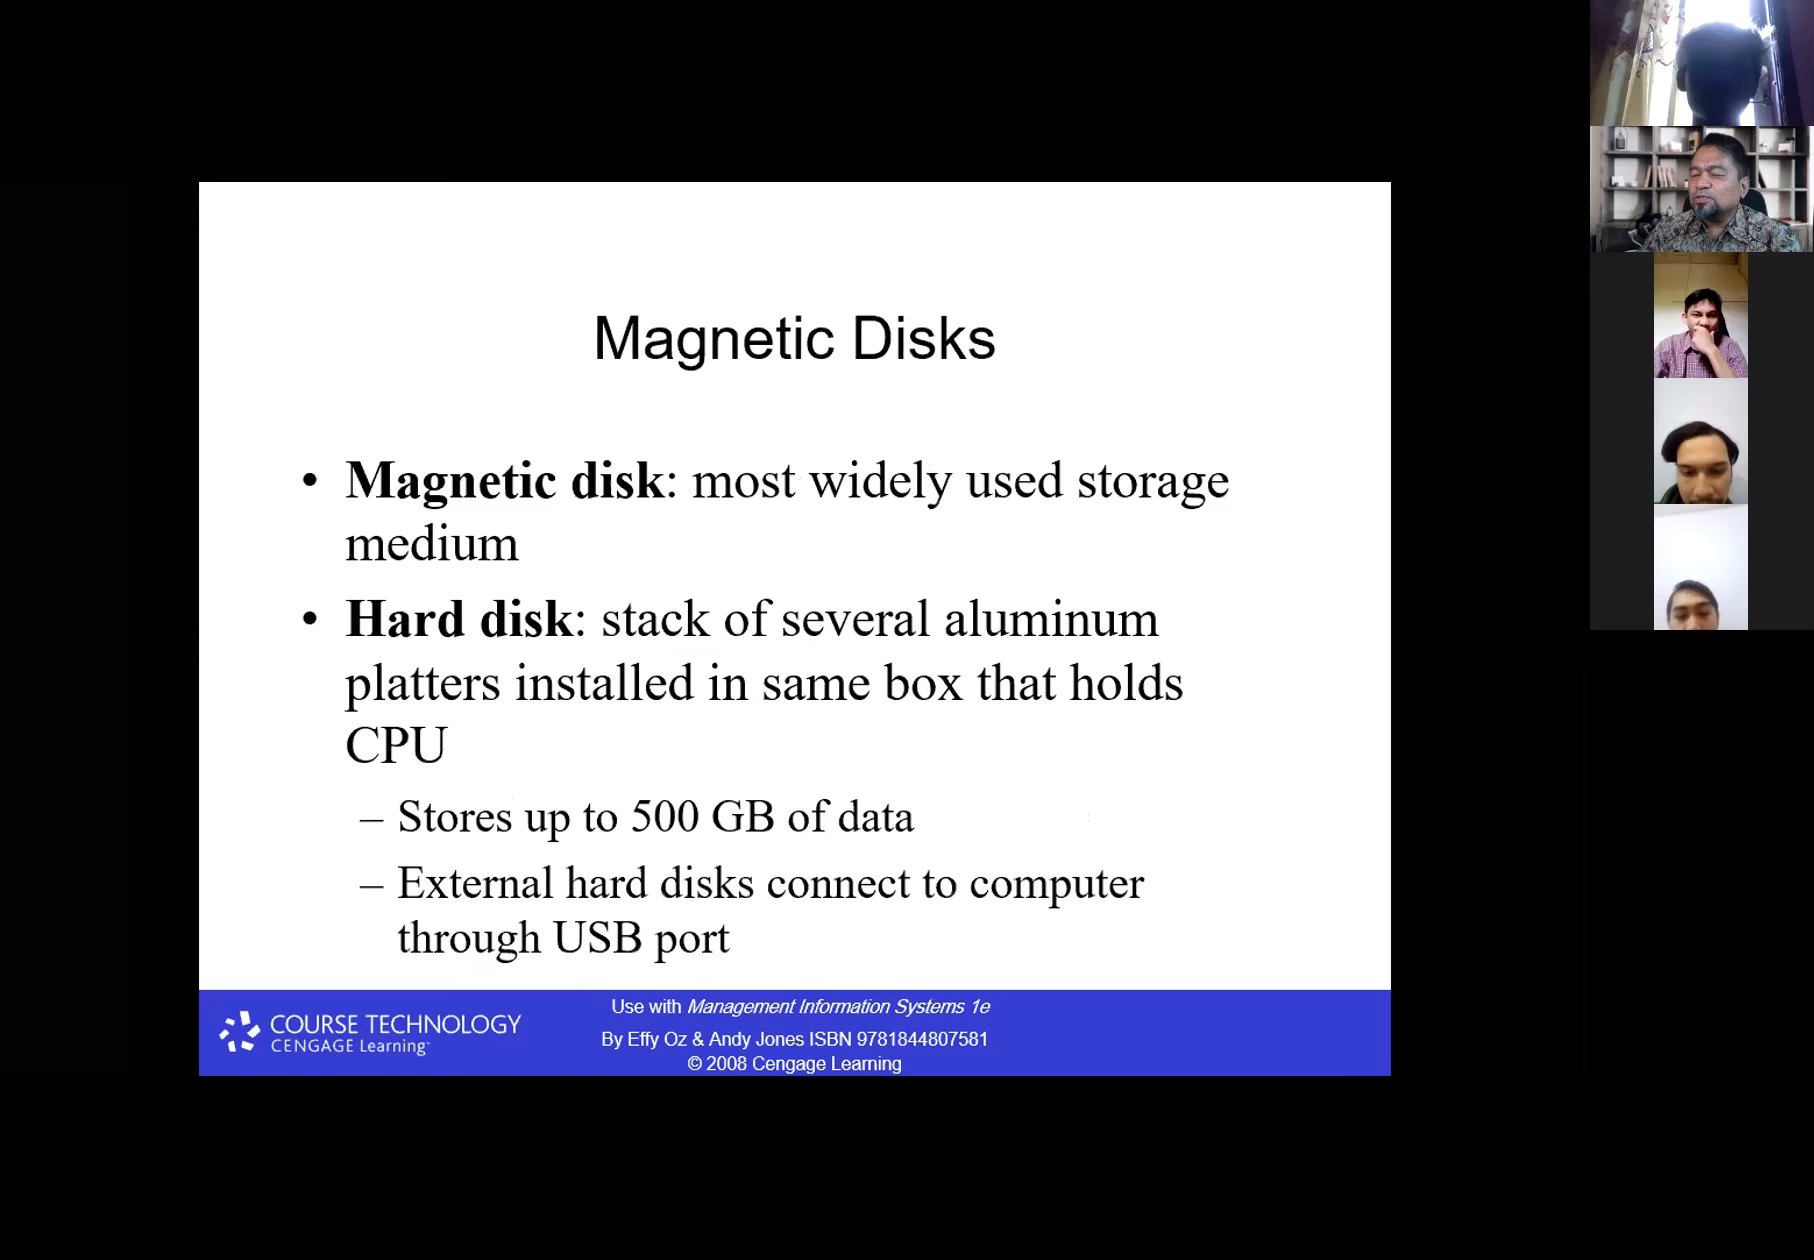 Magnetic Disks
• Magnetic disk: most widely used storage
medium
• Hard disk: stack of several aluminum
platters installed in same box that holds
CPU
– Stores up to 500 GB of data
– External hard disks connect to computer
through USB port
COURSE TECHNOLOGY
CENGAGE Learning™
Use with Management Information Systems 1e
By Effy Oz & Andy Jones ISBN 9781844807581
© 2008 Cengage Learning